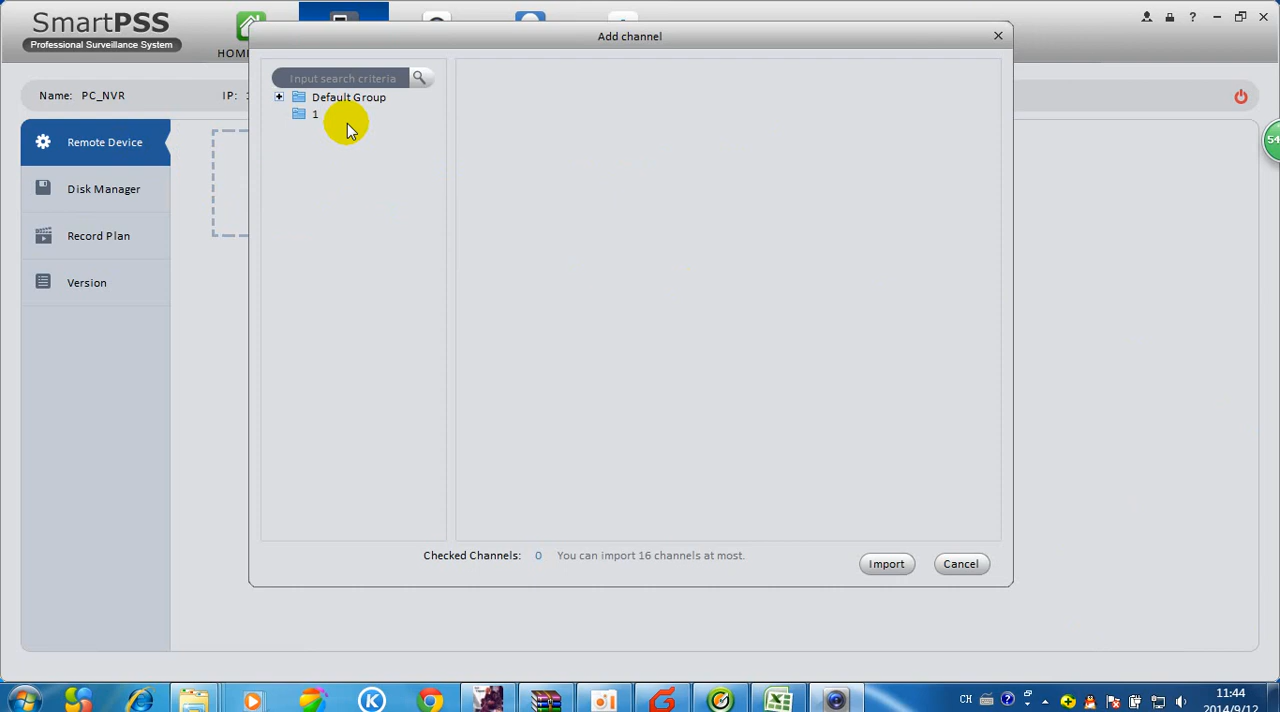 SmartPSS
Professional Surveillance System
HOM
Add channel
Name: PC_NVR
IP:
Input search criteria
Default Group
1
Remote Device
Disk Manager
Record Plan
Version
54
Checked Channels: 0 You can import 16 channels at most.
Import
Cancel
CH
11:44
2014/9/12